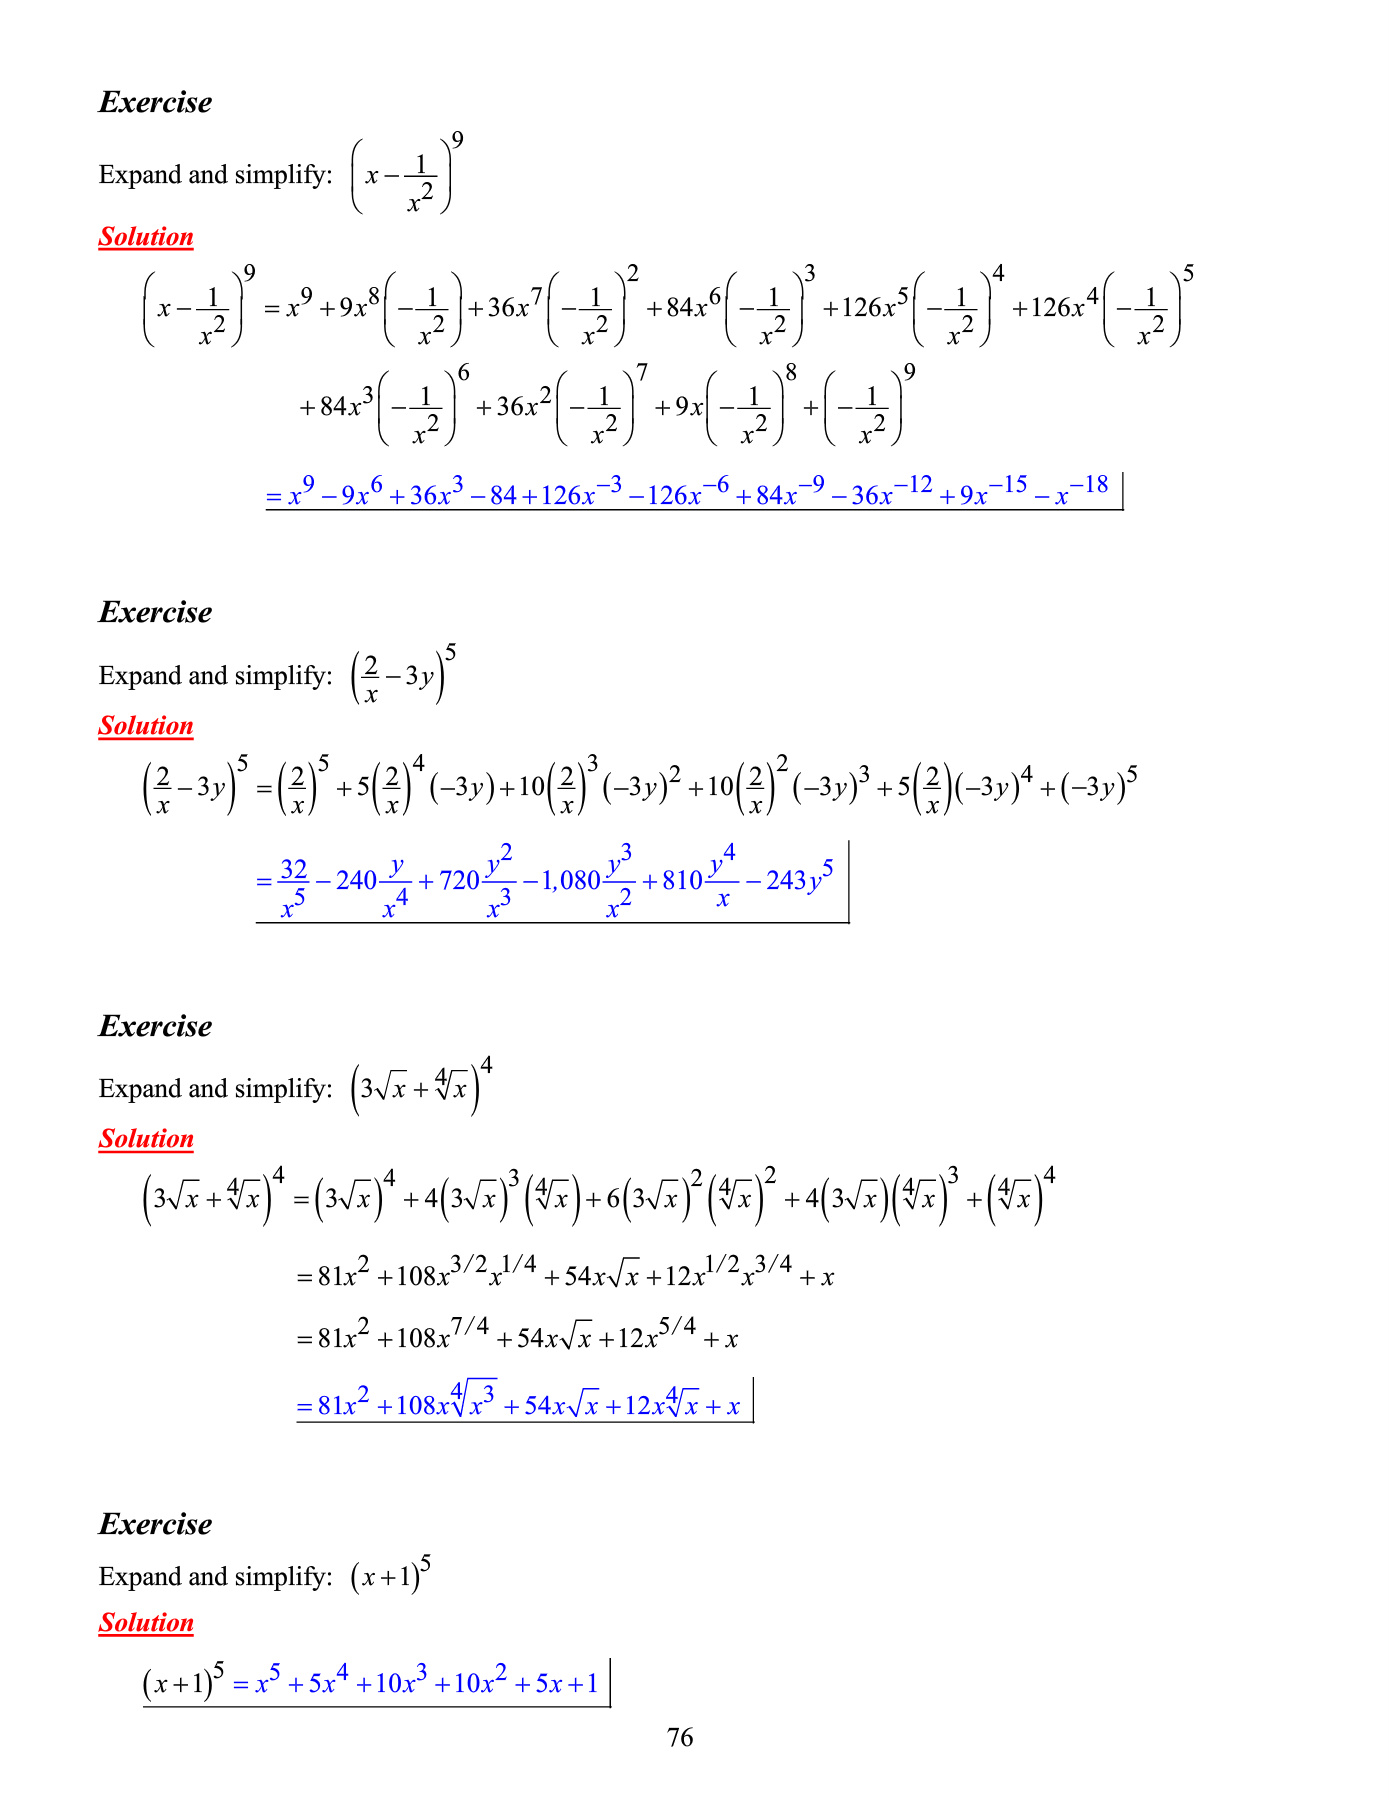 Exercise
Expand and simplify: $\left(x-\frac{1}{x^2}\right)^9$
Solution
$\left(x-\frac{1}{x^2}\right)^9 = x^9+9x^8\left(-\frac{1}{x^2}\right)+36x^7\left(-\frac{1}{x^2}\right)^2+84x^6\left(-\frac{1}{x^2}\right)^3+126x^5\left(-\frac{1}{x^2}\right)^4+126x^4\left(-\frac{1}{x^2}\right)^5$
$+84x^3\left(-\frac{1}{x^2}\right)^6+36x^2\left(-\frac{1}{x^2}\right)^7+9x\left(-\frac{1}{x^2}\right)^8+\left(-\frac{1}{x^2}\right)^9$
$=x^9-9x^6+36x^3-84+126x^{-3}-126x^{-6}+84x^{-9}-36x^{-12}+9x^{-15}-x^{-18}$
Exercise
Expand and simplify: $\left(\frac{2}{x}-3y\right)^5$
Solution
$\left(\frac{2}{x}-3y\right)^5=\left(\frac{2}{x}\right)^5+5\left(\frac{2}{x}\right)^4(-3y)+10\left(\frac{2}{x}\right)^3(-3y)^2+10\left(\frac{2}{x}\right)^2(-3y)^3+5\left(\frac{2}{x}\right)(-3y)^4+(-3y)^5$
$=\frac{32}{x^5}-240\frac{y}{x^4}+720\frac{y^2}{x^3}-1,080\frac{y^3}{x^2}+810\frac{y^4}{x}-243y^5$
Exercise
Expand and simplify: $\left(3\sqrt{x}+\sqrt[4]{x}\right)^4$
Solution
$\left(3\sqrt{x}+\sqrt[4]{x}\right)^4=\left(3\sqrt{x}\right)^4+4\left(3\sqrt{x}\right)^3\left(\sqrt[4]{x}\right)+6\left(3\sqrt{x}\right)^2\left(\sqrt[4]{x}\right)^2+4\left(3\sqrt{x}\right)\left(\sqrt[4]{x}\right)^3+\left(\sqrt[4]{x}\right)^4$
$=81x^2+108x^{3/2}x^{1/4}+54x\sqrt{x}+12x^{1/2}x^{3/4}+x$
$=81x^2+108x^{7/4}+54x\sqrt{x}+12x^{5/4}+x$
$=81x^2+108x\sqrt[4]{x^3}+54x\sqrt{x}+12x\sqrt[4]{x}+x$
Exercise
Expand and simplify: $(x+1)^5$
Solution
$(x+1)^5=x^5+5x^4+10x^3+10x^2+5x+1$
76